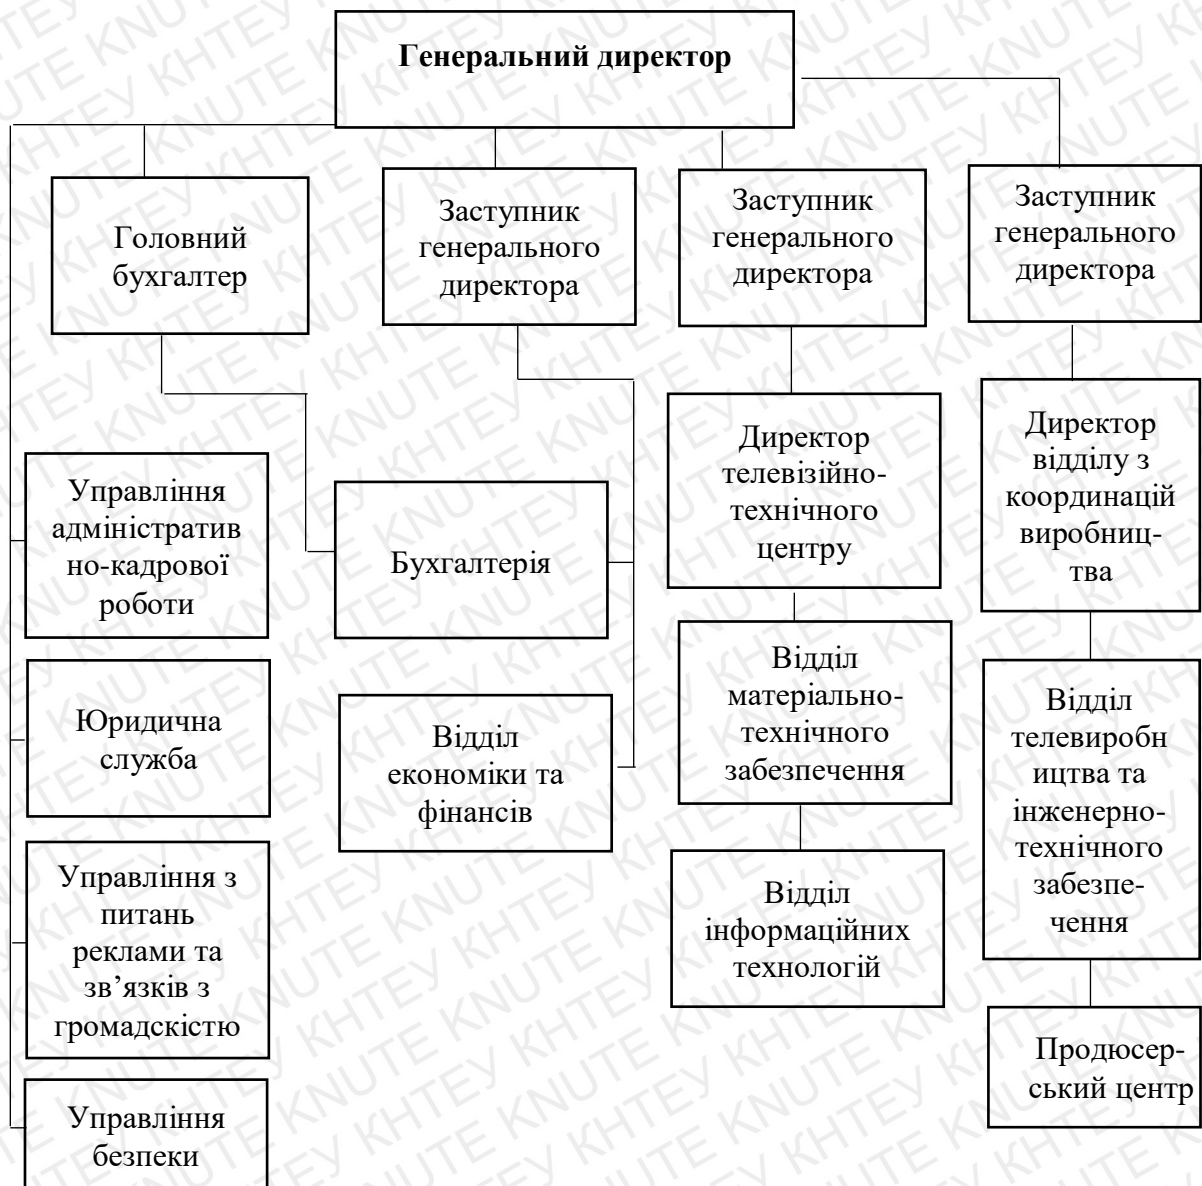 Генеральний директор
Головний
бухгалтер
Заступник
генерального
директора
Заступник
генерального
директора
Заступник
генерального
директора
Управління
адміністратив
но-кадрової
роботи
Бухгалтерія
Директор
телевізійно-
технічного
центру
Директор
відділу з
координацій
виробниц-
тва
Юридична
служба
Відділ
економіки та
фінансів
Відділ
матеріально-
технічного
забезпечення
Відділ
телевиробн
ицтва та
інженерно-
технічного
забезпе-
чення
Управління з
питань
реклами та
зв’язків з
громадскістю
Відділ
інформаційних
технологій
Управління
безпеки
Продюсер-
ський центр